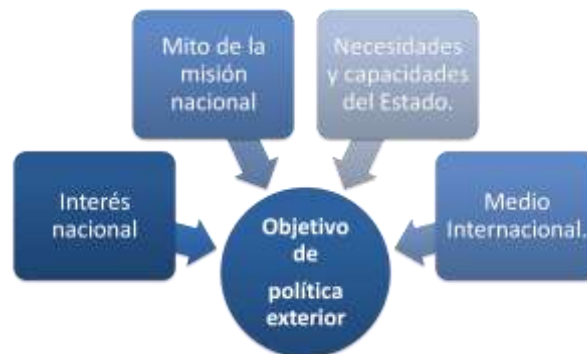 Mito de la
misión
nacional
Necesidades
y capacidades
del Estado.
Interés
nacional
Objetivo
de
política
exterior
Medio
Internacional.